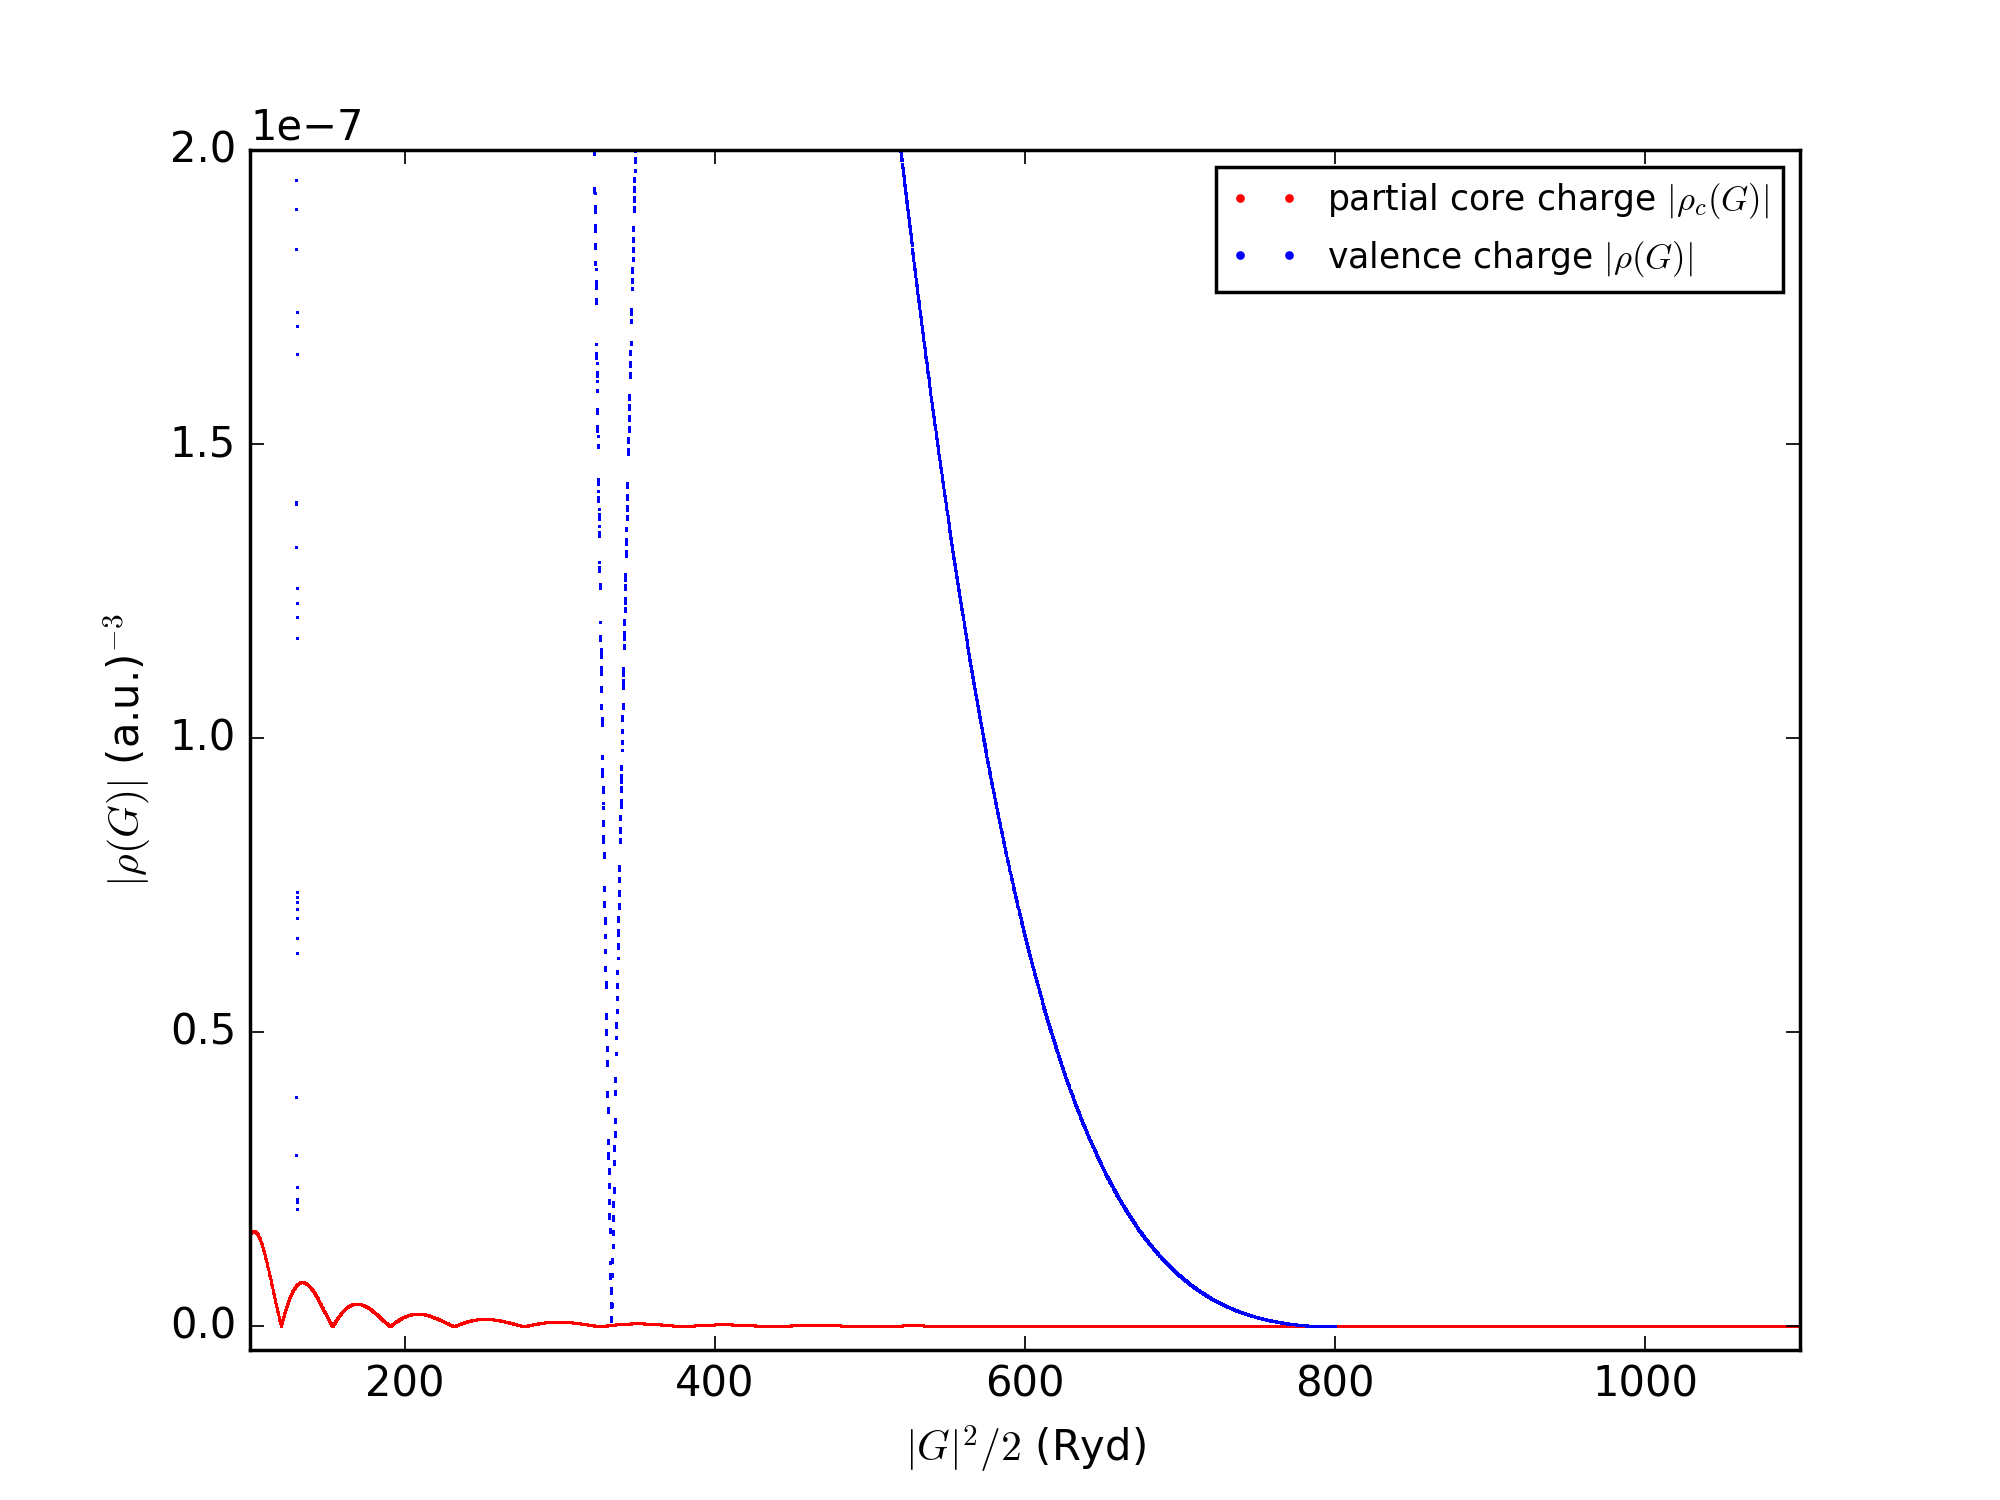 1e−7
2.0
1.5
1.0
0.5
0.0
200
400
600
800
1000
|G|²/2 (Ryd)
|ρ(G)| (a.u.)⁻³
partial core charge |ρ_c(G)|
valence charge |ρ(G)|